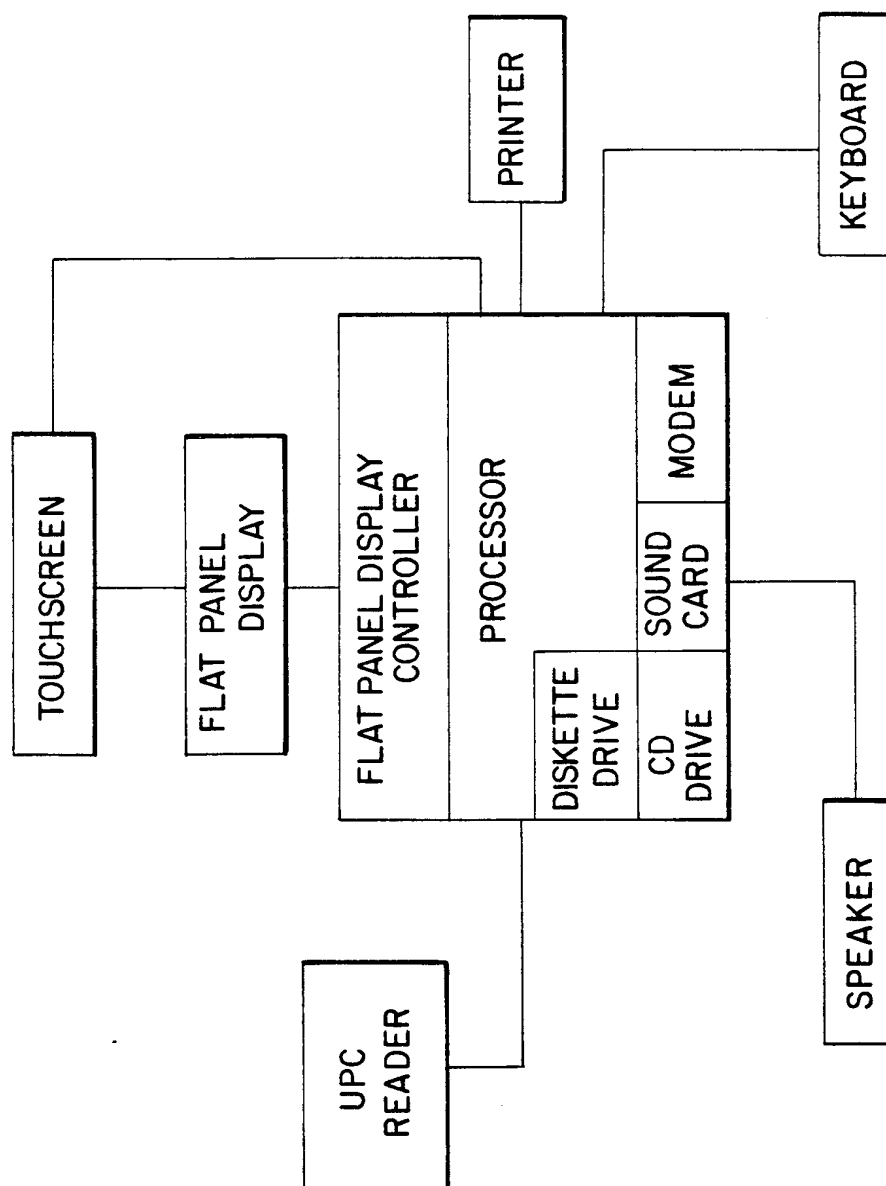 TOUCHSCREEN
FLAT PANEL
DISPLAY
FLAT PANEL DISPLAY
CONTROLLER
PROCESSOR
DISKETTE
DRIVE
CD
DRIVE
SOUND
CARD
MODEM
UPC
READER
PRINTER
SPEAKER
KEYBOARD